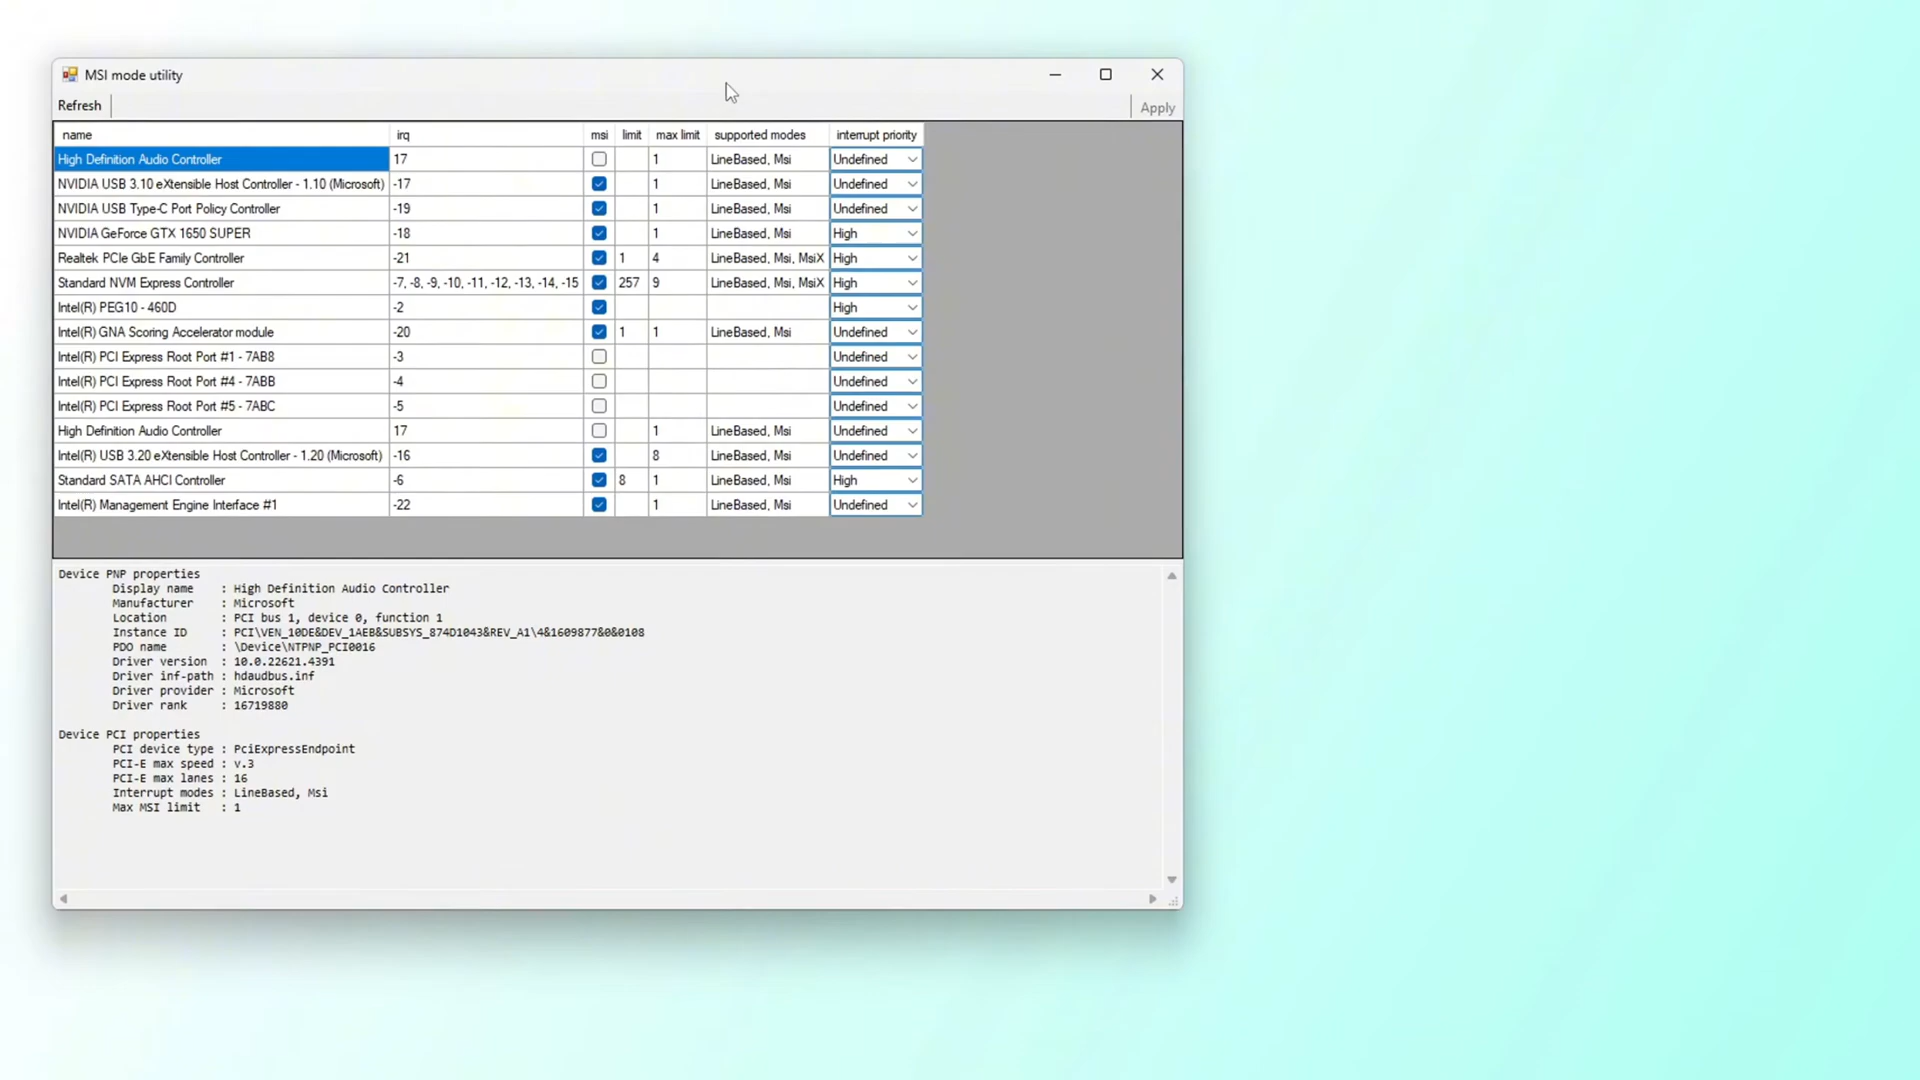 MSI mode utility
Refresh
Apply
name irq msi limit max limit supported modes interrupt priority
High Definition Audio Controller 17 1 LineBased, Msi Undefined
NVIDIA USB 3.10 eXtensible Host Controller - 1.10 (Microsoft) -17 1 LineBased, Msi Undefined
NVIDIA USB Type-C Port Policy Controller -19 1 LineBased, Msi Undefined
NVIDIA GeForce GTX 1650 SUPER -18 1 LineBased, Msi High
Realtek PCIe GbE Family Controller -21 1 4 LineBased, Msi, MsiX High
Standard NVM Express Controller -7, -8, -9, -10, -11, -12, -13, -14, -15 257 9 LineBased, Msi, MsiX High
Intel(R) PEG10 - 460D -2 High
Intel(R) GNA Scoring Accelerator module -20 1 1 LineBased, Msi Undefined
Intel(R) PCI Express Root Port #1 - 7AB8 -3 Undefined
Intel(R) PCI Express Root Port #4 - 7ABB -4 Undefined
Intel(R) PCI Express Root Port #5 - 7ABC -5 Undefined
High Definition Audio Controller 17 1 LineBased, Msi Undefined
Intel(R) USB 3.20 eXtensible Host Controller - 1.20 (Microsoft) -16 8 LineBased, Msi Undefined
Standard SATA AHCI Controller -6 8 1 LineBased, Msi High
Intel(R) Management Engine Interface #1 -22 1 LineBased, Msi Undefined
Device PNP properties
Display name : High Definition Audio Controller
Manufacturer : Microsoft
Location : PCI bus 1, device 0, function 1
Instance ID : PCI\VEN_10DE&DEV_1AEB&SUBSYS_874D1043&REV_A1\4&1609877&0&0108
PDO name : \Device\NTPNP_PCI0016
Driver version : 10.0.22621.4391
Driver inf-path : hdaudbus.inf
Driver provider : Microsoft
Driver rank : 16719880
Device PCI properties
PCI device type : PciExpressEndpoint
PCI-E max speed : v.3
PCI-E max lanes : 16
Interrupt modes : LineBased, Msi
Max MSI limit : 1